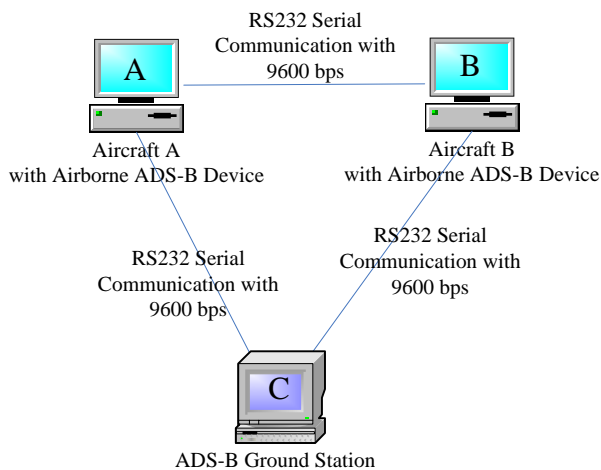 RS232 Serial
Communication with
9600 bps
A
B
Aircraft A
with Airborne ADS-B Device
Aircraft B
with Airborne ADS-B Device
RS232 Serial
Communication with
9600 bps
RS232 Serial
Communication with
9600 bps
C
ADS-B Ground Station